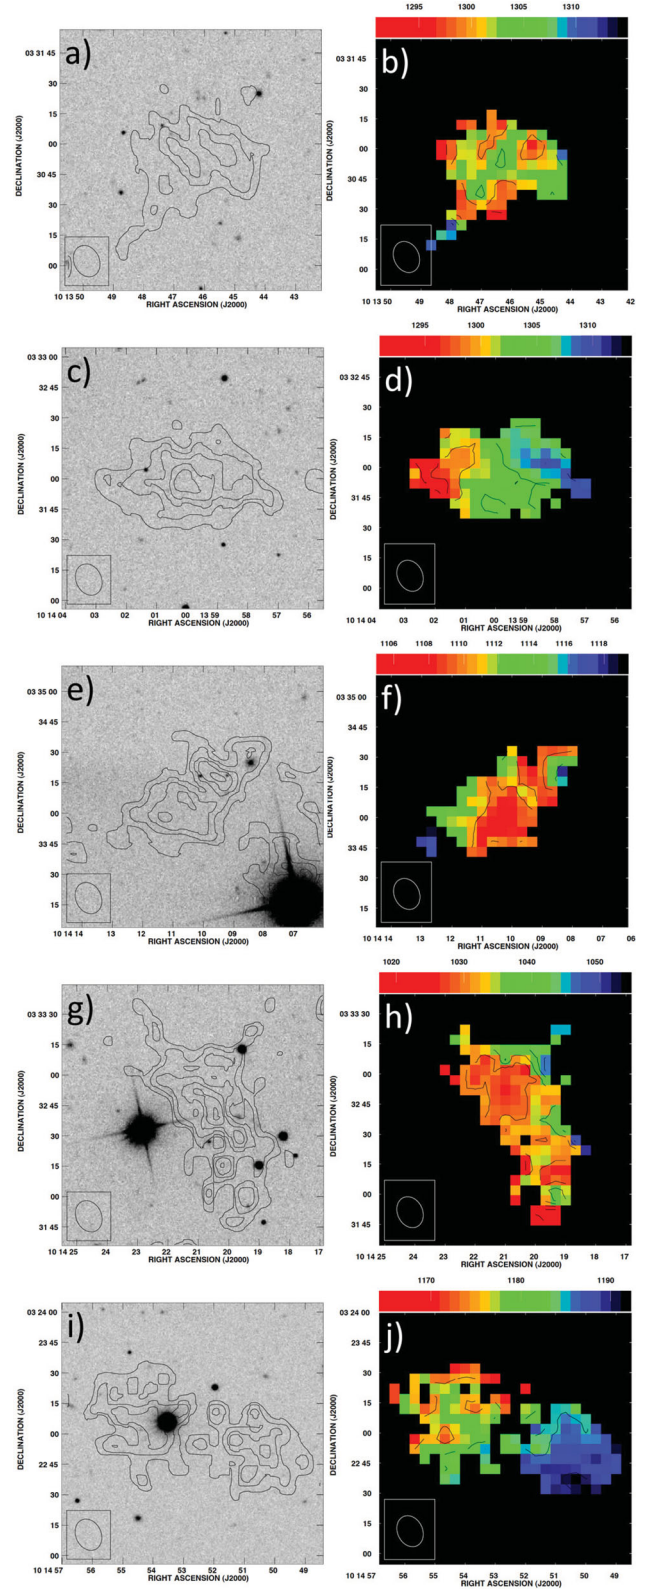 a)
03 31 45
30
15
00
30 45
30
15
00
DECLINATION (J2000)
10 13 50 49 48 47 46 45 44 43
RIGHT ASCENSION (J2000)
1295 1300 1305 1310
b)
03 31 45
30
15
00
30 45
30
15
00
DECLINATION (J2000)
10 13 50 49 48 47 46 45 44 43 42
RIGHT ASCENSION (J2000)
c)
03 33 00
32 45
30
15
00
31 45
30
15
00
DECLINATION (J2000)
10 14 04 03 02 01 00 13 59 58 57 56
RIGHT ASCENSION (J2000)
1295 1300 1305 1310
d)
03 32 45
30
15
00
31 45
30
15
00
DECLINATION (J2000)
10 14 04 03 02 01 00 13 59 58 57 56
RIGHT ASCENSION (J2000)
e)
03 35 00
34 45
30
15
00
33 45
30
15
DECLINATION (J2000)
10 14 14 13 12 11 10 09 08 07
RIGHT ASCENSION (J2000)
1106 1108 1110 1112 1114 1116 1118
f)
03 35 00
34 45
30
15
00
33 45
30
15
DECLINATION (J2000)
10 14 14 13 12 11 10 09 08 07 06
RIGHT ASCENSION (J2000)
g)
03 33 30
15
00
32 45
30
15
00
31 45
DECLINATION (J2000)
10 14 25 24 23 22 21 20 19 18 17
RIGHT ASCENSION (J2000)
1020 1030 1040 1050
h)
03 33 30
15
00
32 45
30
15
00
31 45
DECLINATION (J2000)
10 14 25 24 23 22 21 20 19 18 17
RIGHT ASCENSION (J2000)
i)
03 24 00
23 45
30
15
00
22 45
30
15
DECLINATION (J2000)
10 14 57 56 55 54 53 52 51 50 49
RIGHT ASCENSION (J2000)
1170 1180 1190
j)
03 24 00
23 45
30
15
00
22 45
30
15
DECLINATION (J2000)
10 14 57 56 55 54 53 52 51 50 49
RIGHT ASCENSION (J2000)